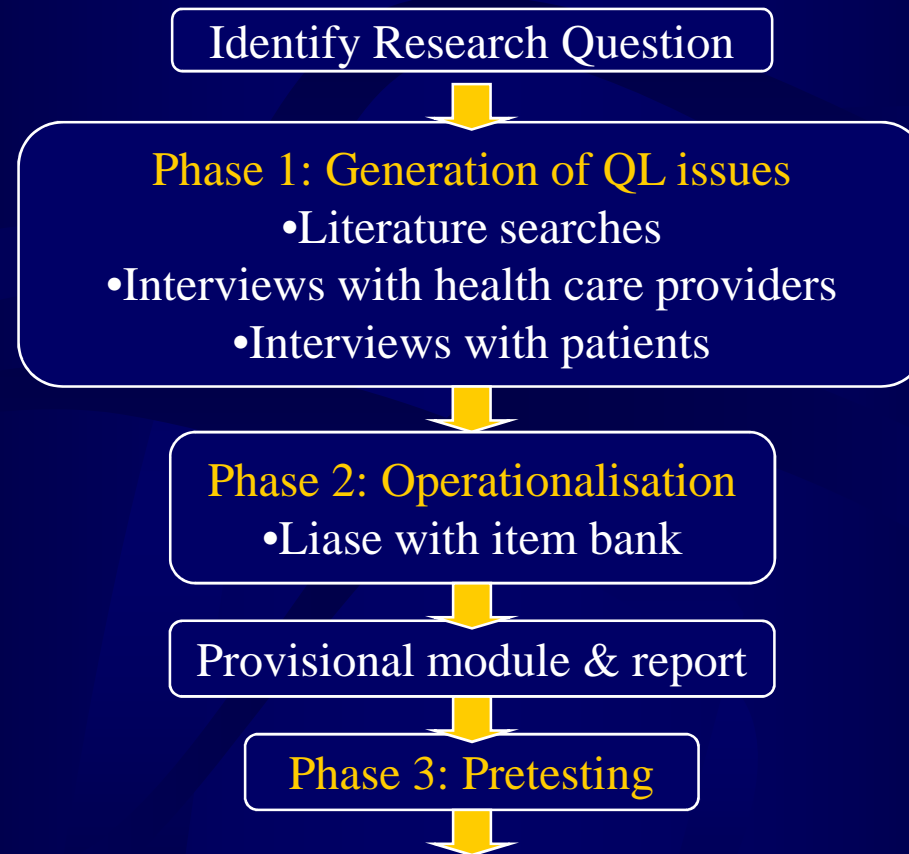 Identify Research Question
Phase 1: Generation of QL issues
•Literature searches
•Interviews with health care providers
•Interviews with patients
Phase 2: Operationalisation
•Liase with item bank
Provisional module & report
Phase 3: Pretesting